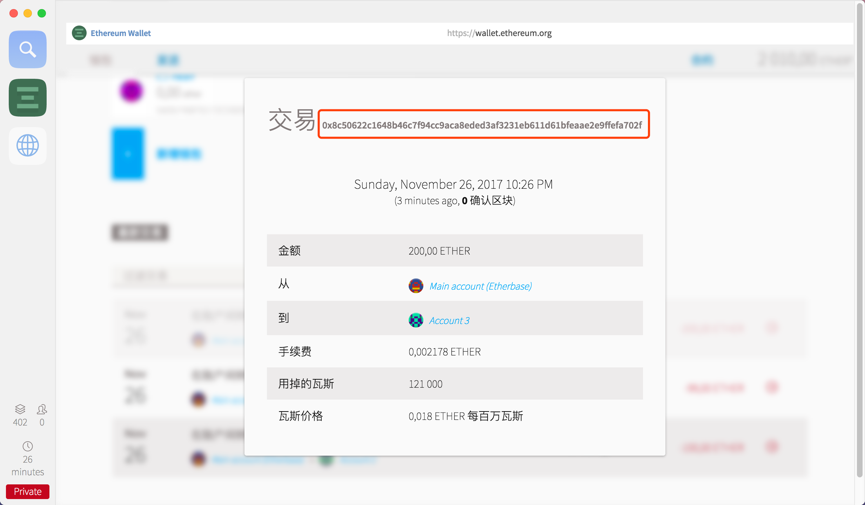 Ethereum Wallet
https://wallet.ethereum.org
交易 0x8c50622c1648b46c7f94cc9aca8eded3af3231eb611d61bfeaae2e9ffefa702f
Sunday, November 26, 2017 10:26 PM
(3 minutes ago, 0 确认区块)
金额 200,00 ETHER
从 Main account (Etherbase)
到 Account 3
手续费 0,002178 ETHER
用掉的瓦斯 121 000
瓦斯价格 0,018 ETHER 每百万瓦斯
402 0
26
minutes
Private